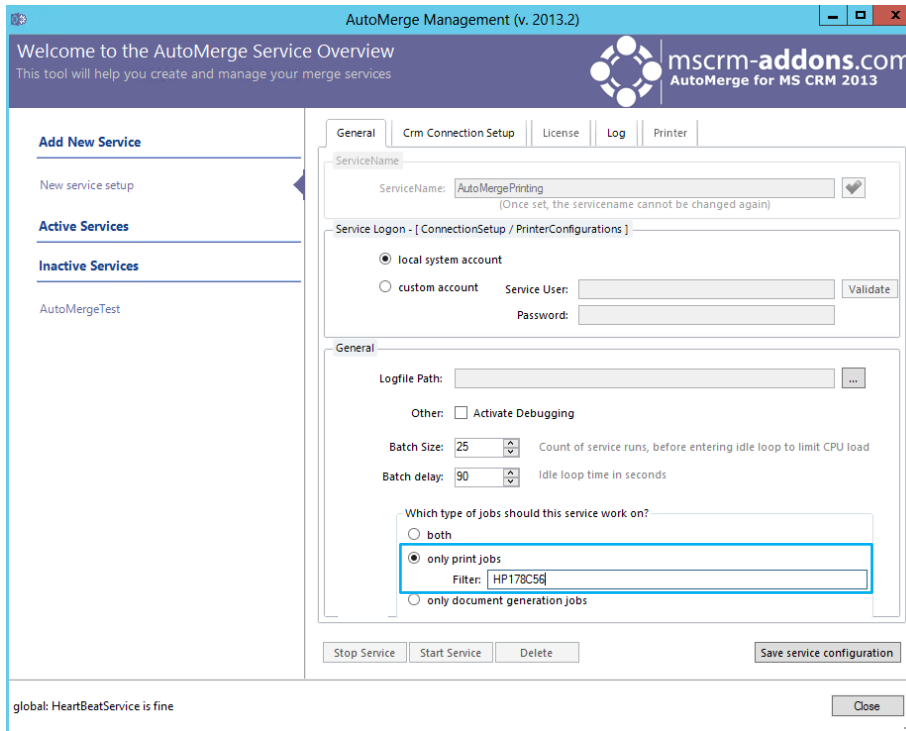 AutoMerge Management (v. 2013.2)
Welcome to the AutoMerge Service Overview
This tool will help you create and manage your merge services
mscrm-addons.com
AutoMerge for MS CRM 2013
Add New Service
New service setup
Active Services
Inactive Services
AutoMergeTest
General Crm Connection Setup License Log Printer
ServiceName
ServiceName: AutoMergePrinting
(Once set, the servicename cannot be changed again)
Service Logon - [ ConnectionSetup / PrinterConfigurations ]
local system account
custom account Service User: Validate
Password:
General
Logfile Path: ...
Other: Activate Debugging
Batch Size: 25 Count of service runs, before entering idle loop to limit CPU load
Batch delay: 90 Idle loop time in seconds
Which type of jobs should this service work on?
both
only print jobs
Filter: HP178C56
only document generation jobs
Stop Service Start Service Delete Save service configuration
global: HeartBeatService is fine Close